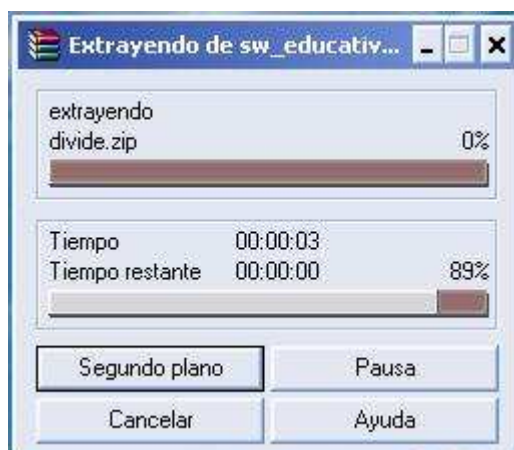 Extrayendo de sw_educativ...
extrayendo
divide.zip 0%
Tiempo 00:00:03
Tiempo restante 00:00:00 89%
Segundo plano Pausa
Cancelar Ayuda